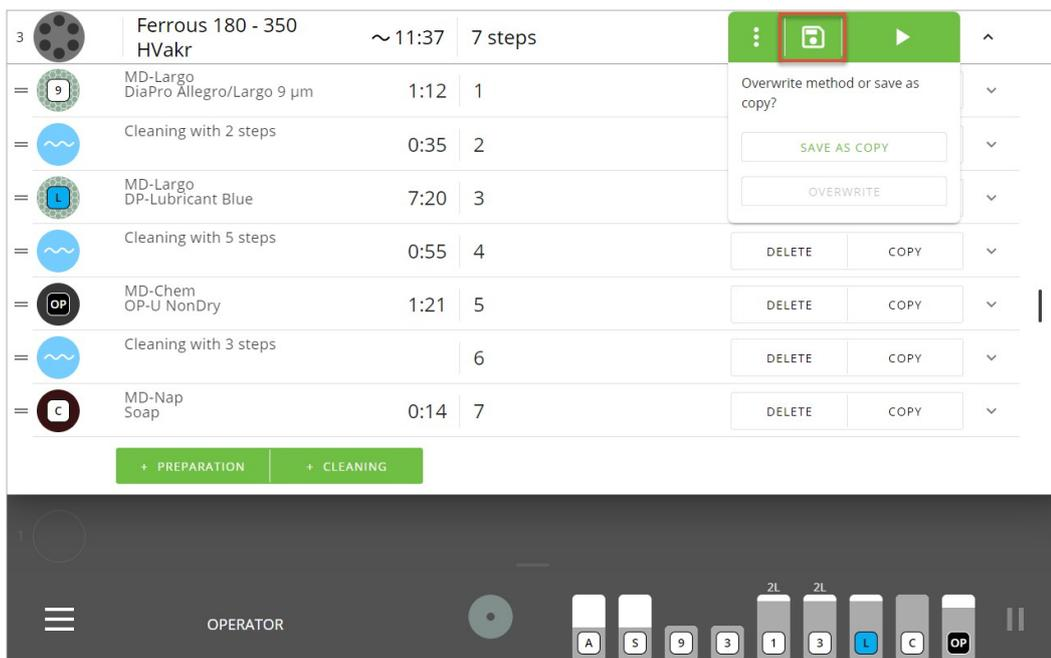 3 Ferrous 180 - 350 HVakr ~ 11:37 7 steps
Overwrite method or save as copy?
SAVE AS COPY
OVERWRITE
9 MD-Largo
DiaPro Allegro/Largo 9 µm 1:12 1
Cleaning with 2 steps 0:35 2
L MD-Largo
DP-Lubricant Blue 7:20 3
Cleaning with 5 steps 0:55 4 DELETE COPY
OP MD-Chem
OP-U NonDry 1:21 5 DELETE COPY
Cleaning with 3 steps 6 DELETE COPY
C MD-Nap
Soap 0:14 7 DELETE COPY
+ PREPARATION + CLEANING
1
2L 2L
OPERATOR A S 9 3 1 3 L C OP